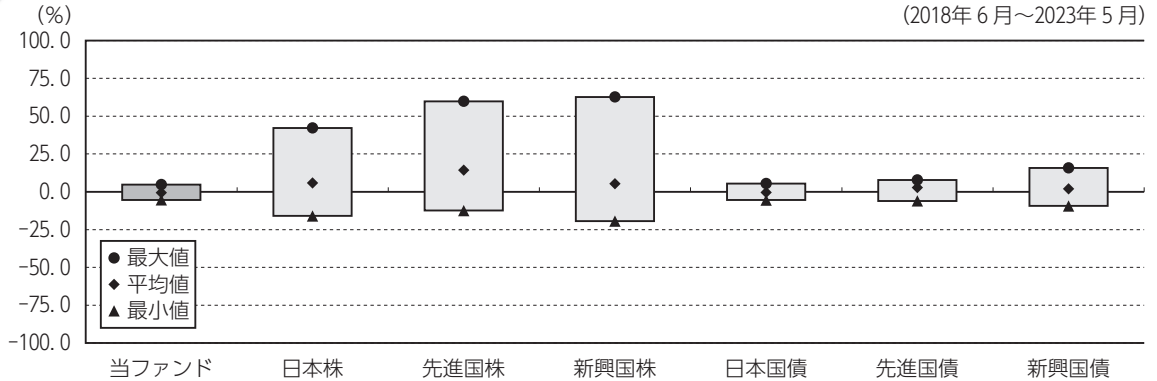 (%)
(2018年6月～2023年5月)
100.0
75.0
50.0
25.0
0.0
-25.0
-50.0
-75.0
-100.0
● 最大値
◆ 平均値
▲ 最小値
当ファンド 日本株 先進国株 新興国株 日本国債 先進国債 新興国債